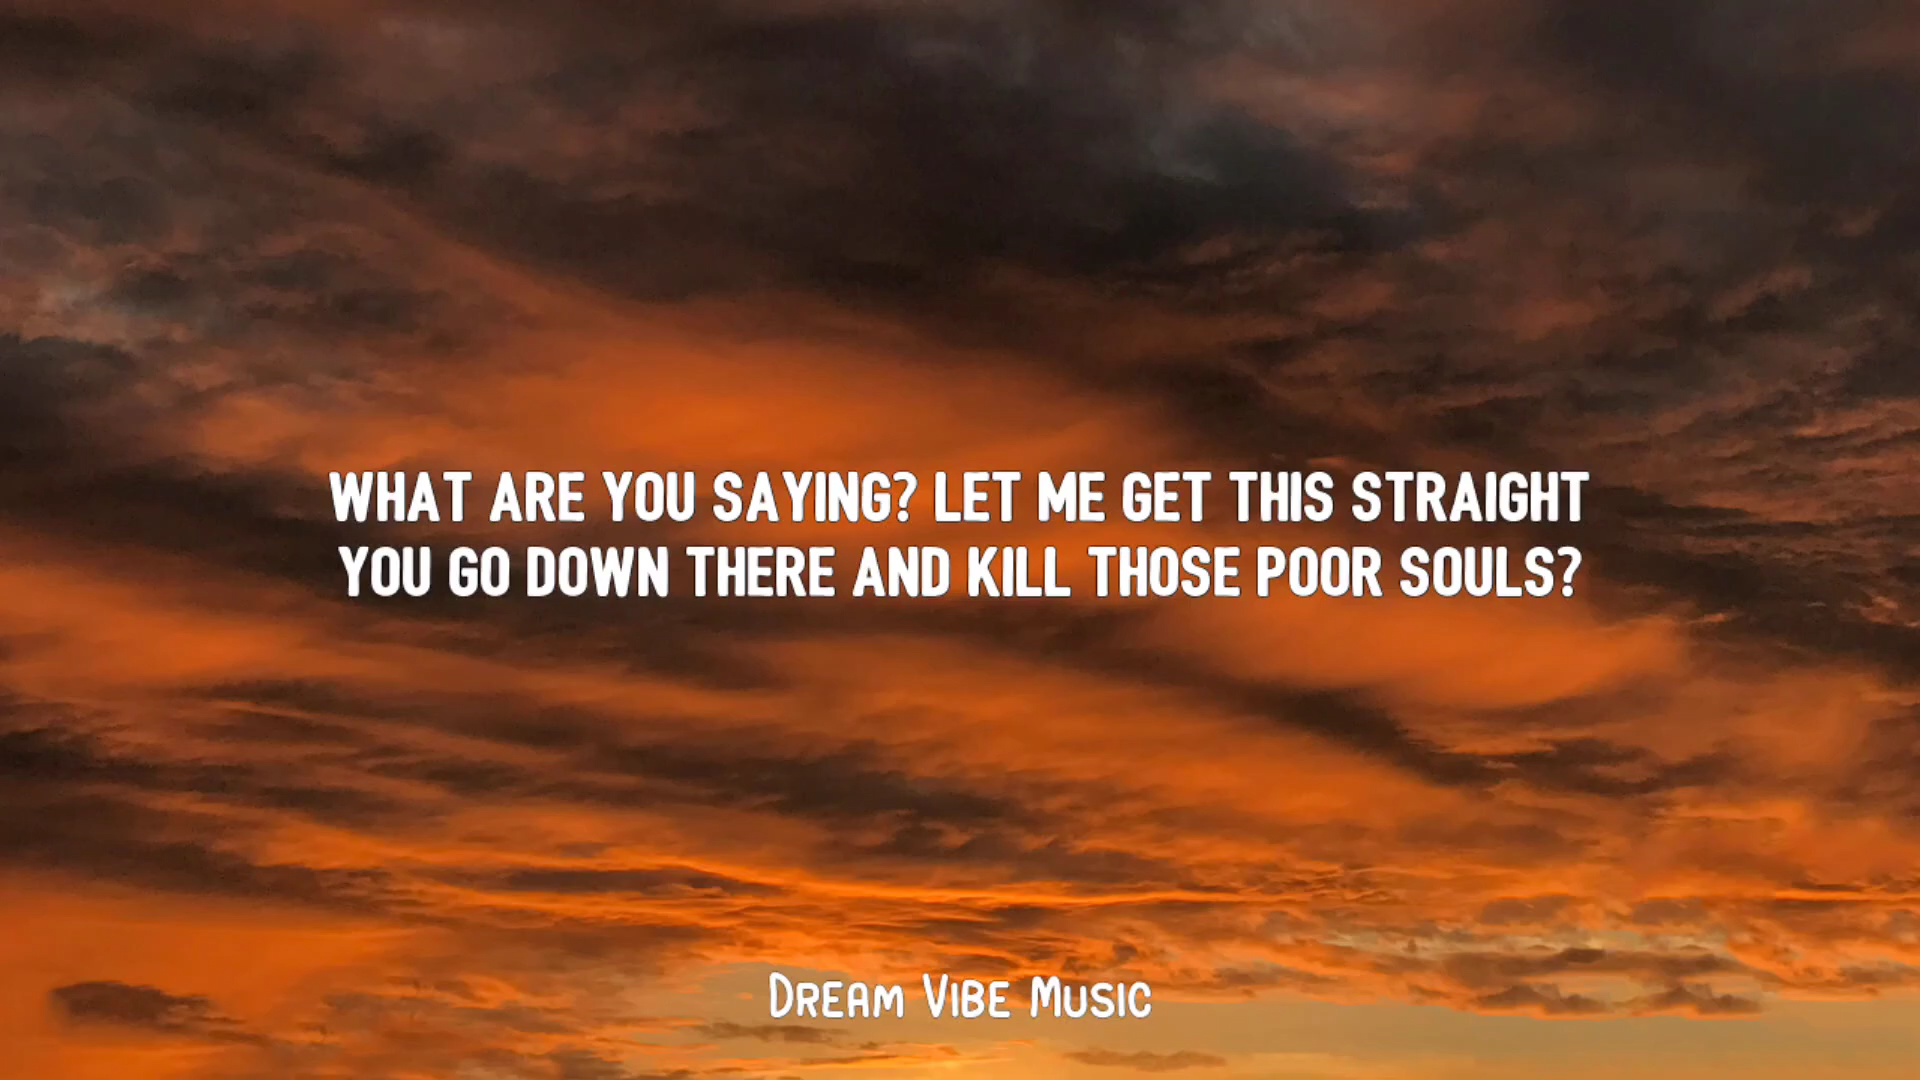 WHAT ARE YOU SAYING? LET ME GET THIS STRAIGHT
YOU GO DOWN THERE AND KILL THOSE POOR SOULS?
DREAM VIBE MUSIC